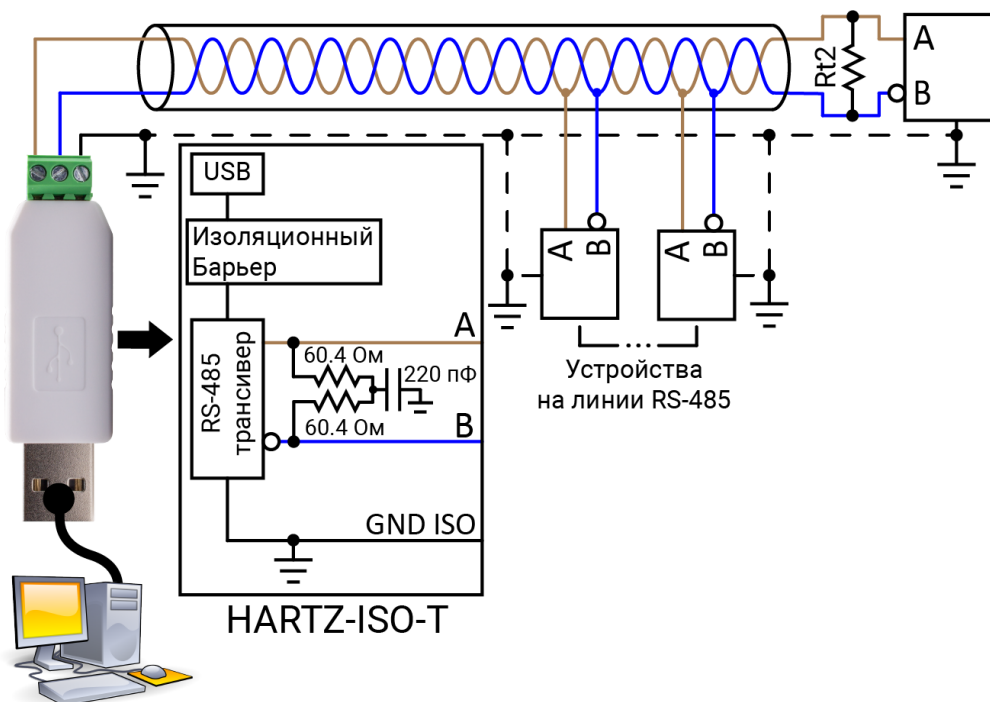 A
Rt2
B
USB
Изоляционный
Барьер
A
60.4 Ом
220 пФ
RS-485
трансивер
60.4 Ом
B
GND ISO
HARTZ-ISO-T
A
B
A
B
...
Устройства
на линии RS-485